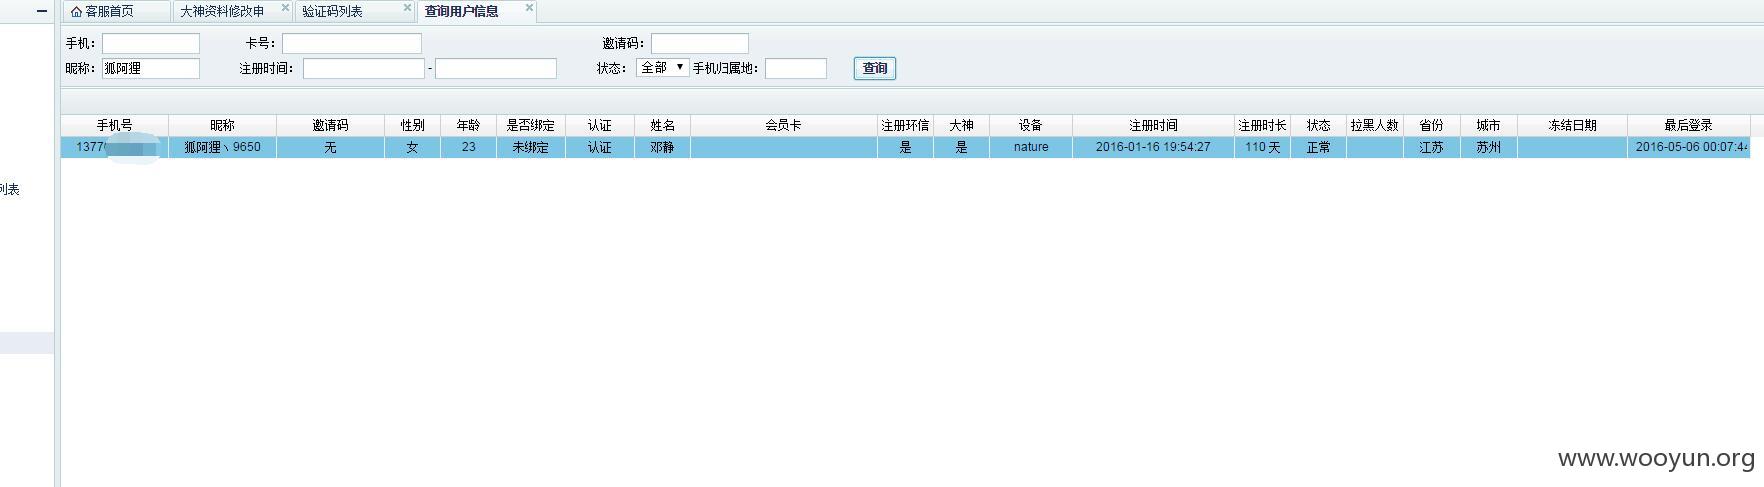 客服首页 大神资料修改申 验证码列表 查询用户信息
手机： 卡号： 邀请码：
昵称： 狐阿狸 注册时间： - 状态： 全部 手机归属地： 查询
手机号 昵称 邀请码 性别 年龄 是否绑定 认证 姓名 会员卡 注册环信 大神 设备 注册时间 注册时长 状态 拉黑人数 省份 城市 冻结日期 最后登录
1377 狐阿狸丶9650 无 女 23 未绑定 认证 邓静 是 是 nature 2016-01-16 19:54:27 110 天 正常 江苏 苏州 2016-05-06 00:07:4
列表
www.wooyun.org